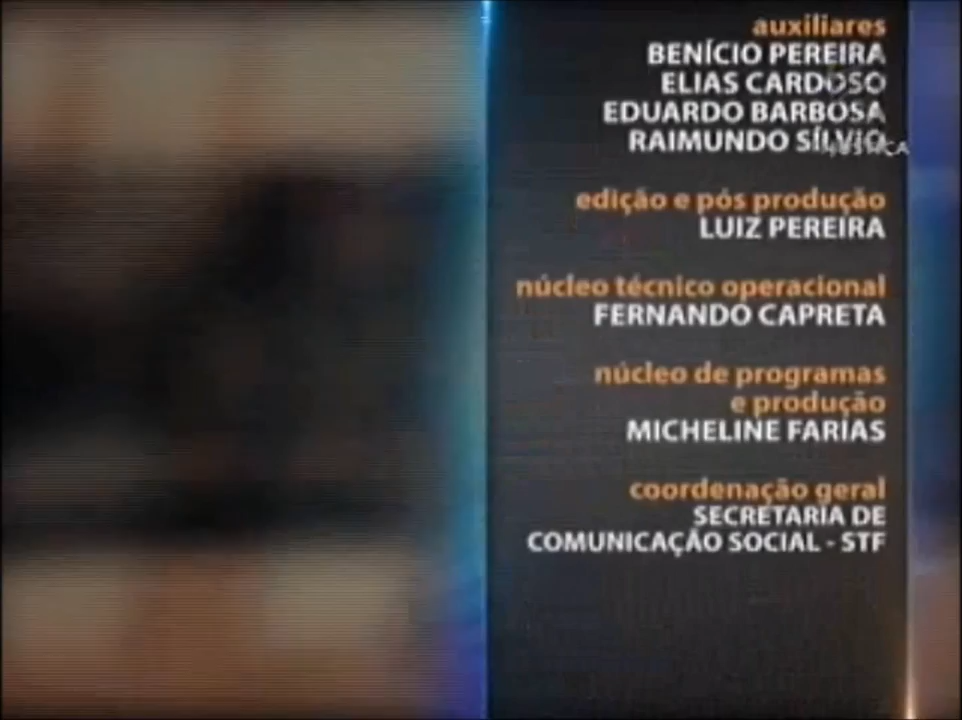 auxiliares
BENÍCIO PEREIRA
ELIAS CARDOSO
EDUARDO BARBOSA
RAIMUNDO SÍLVIO
edição e pós produção
LUIZ PEREIRA
núcleo técnico operacional
FERNANDO CAPRETA
núcleo de programas
e produção
MICHELINE FARIAS
coordenação geral
SECRETARIA DE
COMUNICAÇÃO SOCIAL - STF